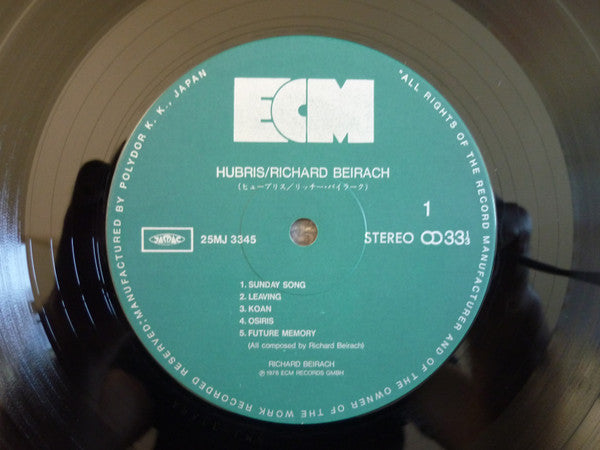 ECM
HUBRIS/RICHARD BEIRACH
(ヒューブリス/リッチー・バイラーク)
1
JASRAC
25MJ 3345
STEREO
33 1/3
1. SUNDAY SONG
2. LEAVING
3. KOAN
4. OSIRIS
5. FUTURE MEMORY
(All composed by Richard Beirach)
RICHARD BEIRACH
℗ 1978 ECM RECORDS GMBH
*ALL RIGHTS OF THE RECORD MANUFACTURER AND OF THE OWNER OF THE WORK RECORDED RESERVED: MANUFACTURED BY POLYDOR K. K., JAPAN